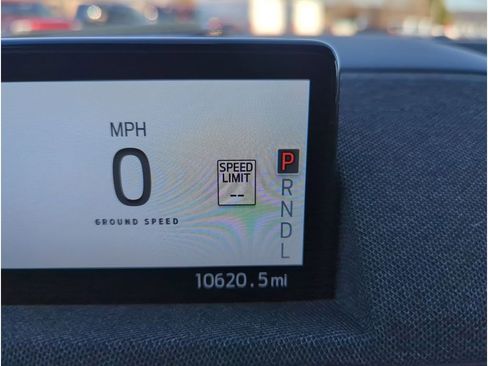 MPH
0
GROUND SPEED
SPEED
LIMIT
--
P
R
N
D
L
10620.5mi